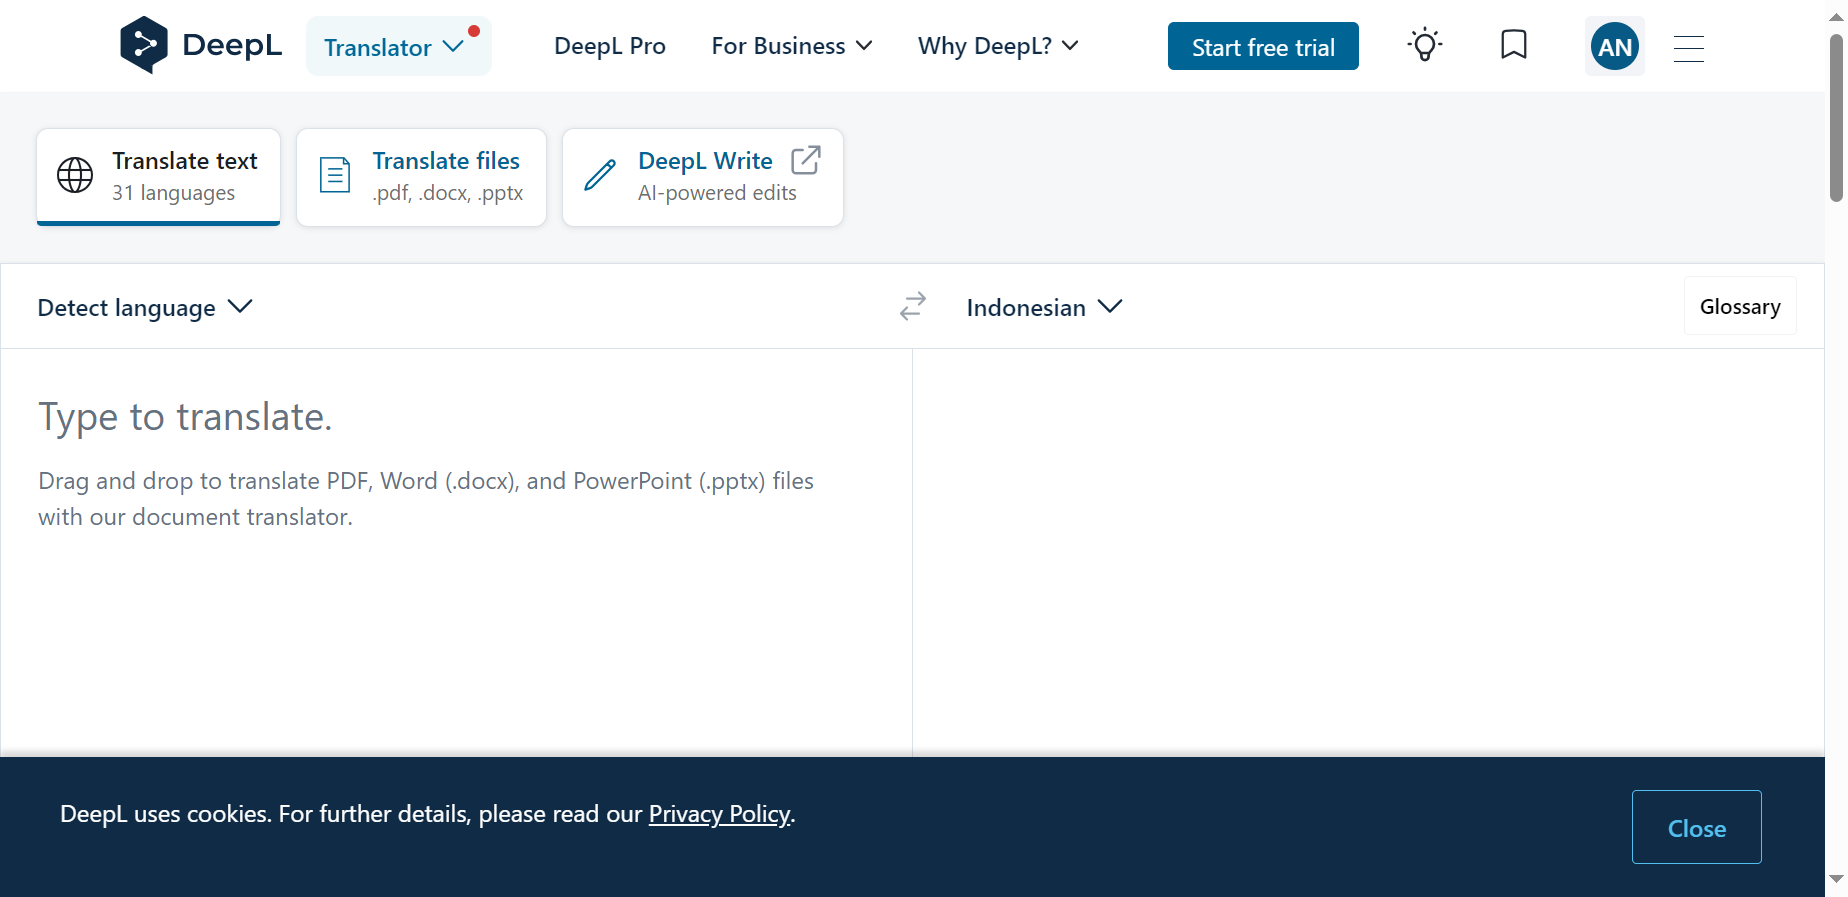 DeepL
Translator
DeepL Pro
For Business
Why DeepL?
Start free trial
AN
Translate text
31 languages
Translate files
.pdf, .docx, .pptx
DeepL Write
AI-powered edits
Detect language
Indonesian
Glossary
Type to translate.
Drag and drop to translate PDF, Word (.docx), and PowerPoint (.pptx) files
with our document translator.
DeepL uses cookies. For further details, please read our Privacy Policy.
Close